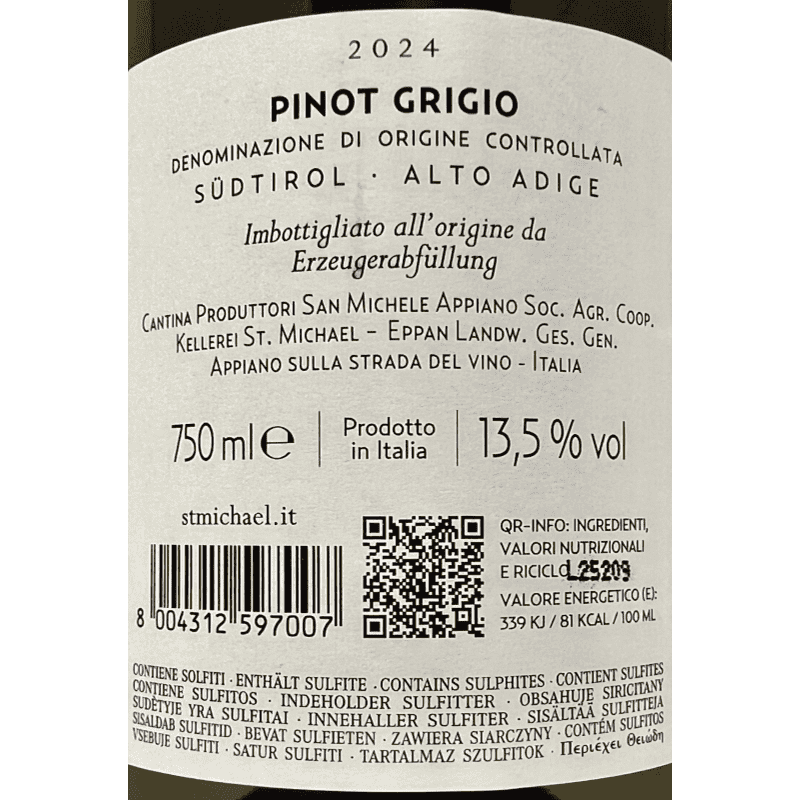 2024
PINOT GRIGIO
DENOMINAZIONE DI ORIGINE CONTROLLATA
SÜDTIROL · ALTO ADIGE
Imbottigliato all'origine da
Erzeugerabfüllung
CANTINA PRODUTTORI SAN MICHELE APPIANO SOC. AGR. COOP.
KELLEREI ST. MICHAEL – EPPAN LANDW. GES. GEN.
APPIANO SULLA STRADA DEL VINO - ITALIA
750 ml e
Prodotto
in Italia
13,5 % vol
stmichael.it
8 004312 597007
QR-INFO: INGREDIENTI,
VALORI NUTRIZIONALI
E RICICLO L25209
VALORE ENERGETICO (E):
339 KJ / 81 KCAL / 100 ML
CONTIENE SOLFITI · ENTHÄLT SULFITE · CONTAINS SULPHITES · CONTIENT SULFITES
CONTIENE SULFITOS · INDEHOLDER SULFITTER · OBSAHUJE SIRICITANY
SUDĖTYJE YRA SULFITAI · INNEHALLER SULFITER · SISÄLTÄÄ SULFITTEJA
SISALDAB SULFITID · BEVAT SULFIETEN · ZAWIERA SIARCZYNY · CONTÉM SULFITOS
VSEBUJE SULFITI · SATUR SULFITI · TARTALMAZ SZULFITOK · Περιέχει Θειώδη